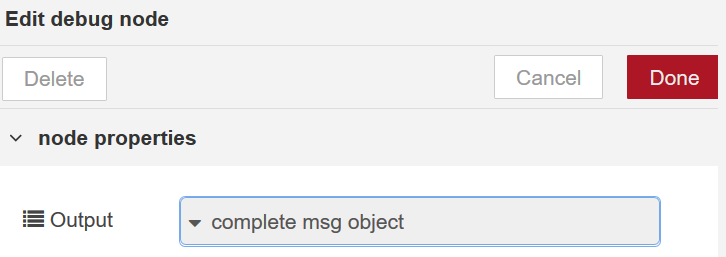 Edit debug node
Delete Cancel Done
node properties
Output complete msg object